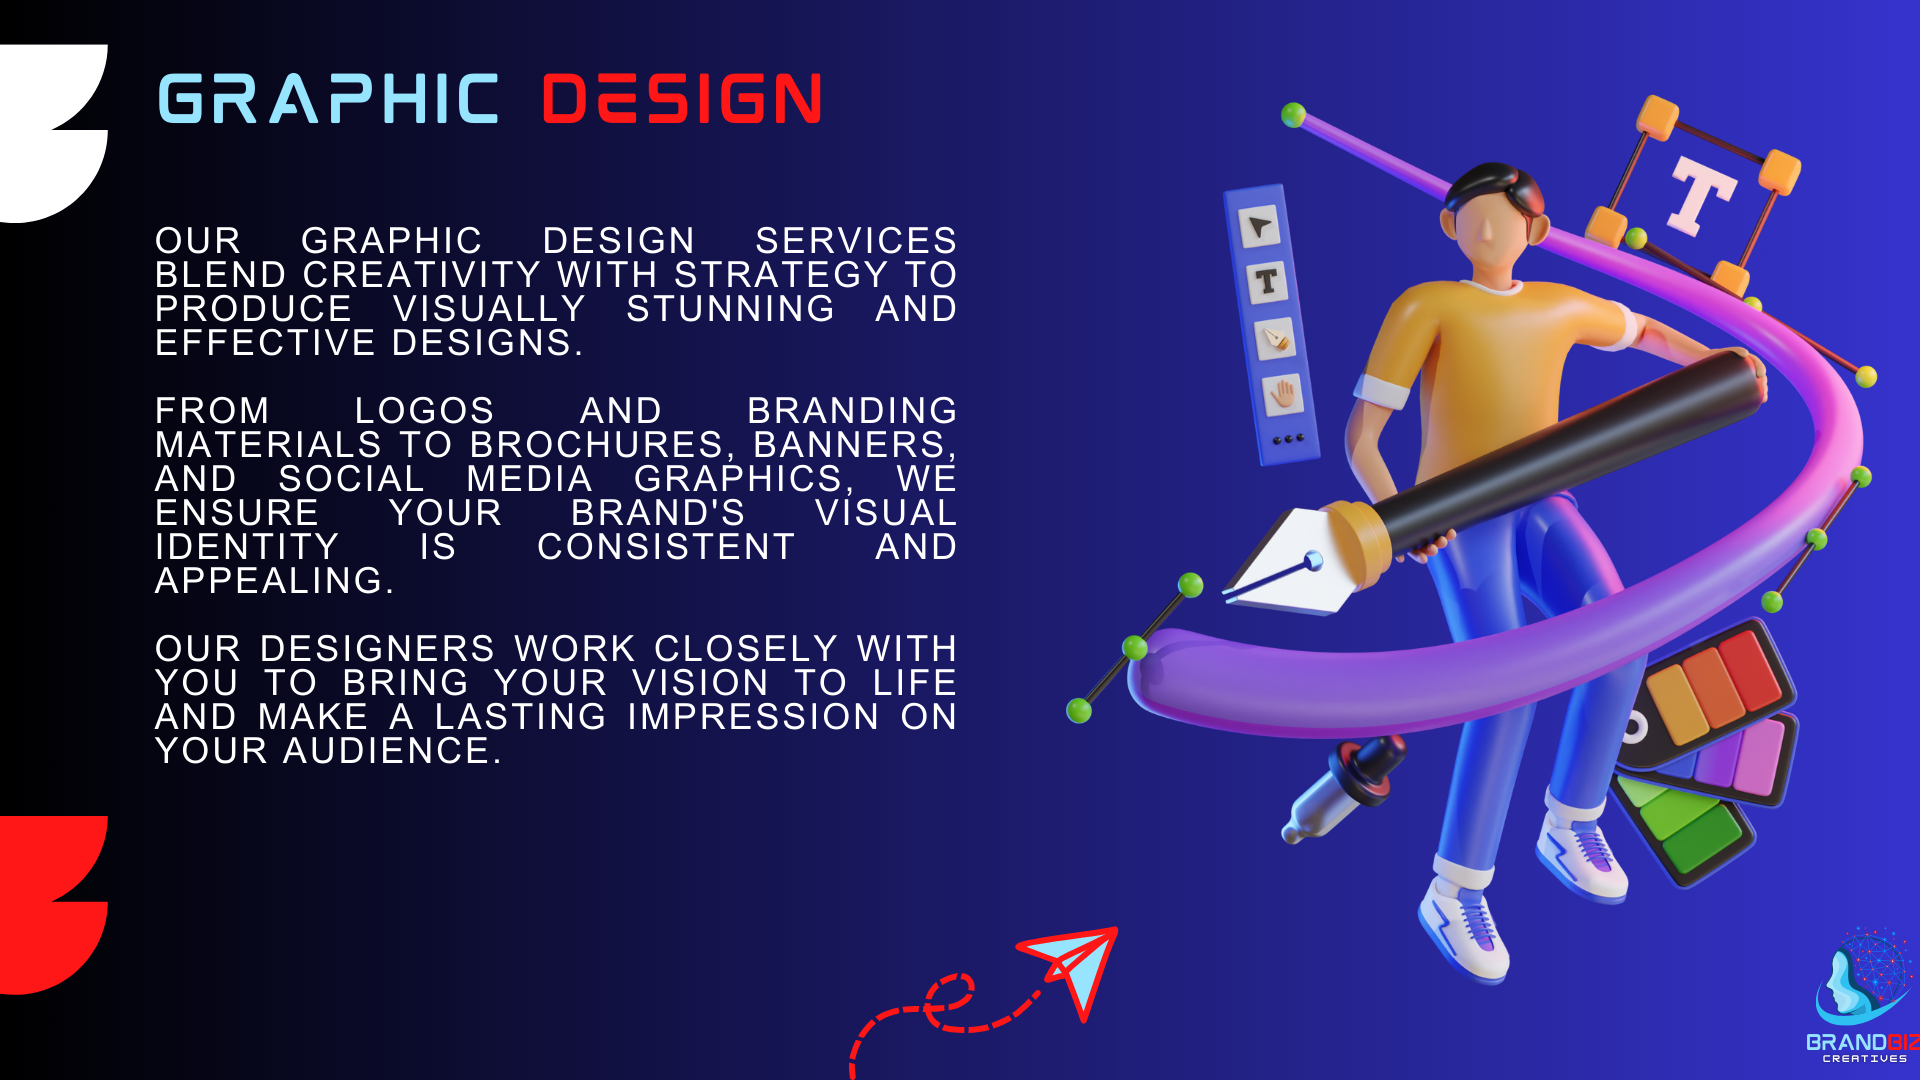 GRAPHIC DESIGN
OUR GRAPHIC DESIGN SERVICES
BLEND CREATIVITY WITH STRATEGY TO
PRODUCE VISUALLY STUNNING AND
EFFECTIVE DESIGNS.
FROM LOGOS AND BRANDING
MATERIALS TO BROCHURES, BANNERS,
AND SOCIAL MEDIA GRAPHICS, WE
ENSURE YOUR BRAND'S VISUAL
IDENTITY IS CONSISTENT AND
APPEALING.
OUR DESIGNERS WORK CLOSELY WITH
YOU TO BRING YOUR VISION TO LIFE
AND MAKE A LASTING IMPRESSION ON
YOUR AUDIENCE.
T
T
BRANDBIZ
CREATIVES